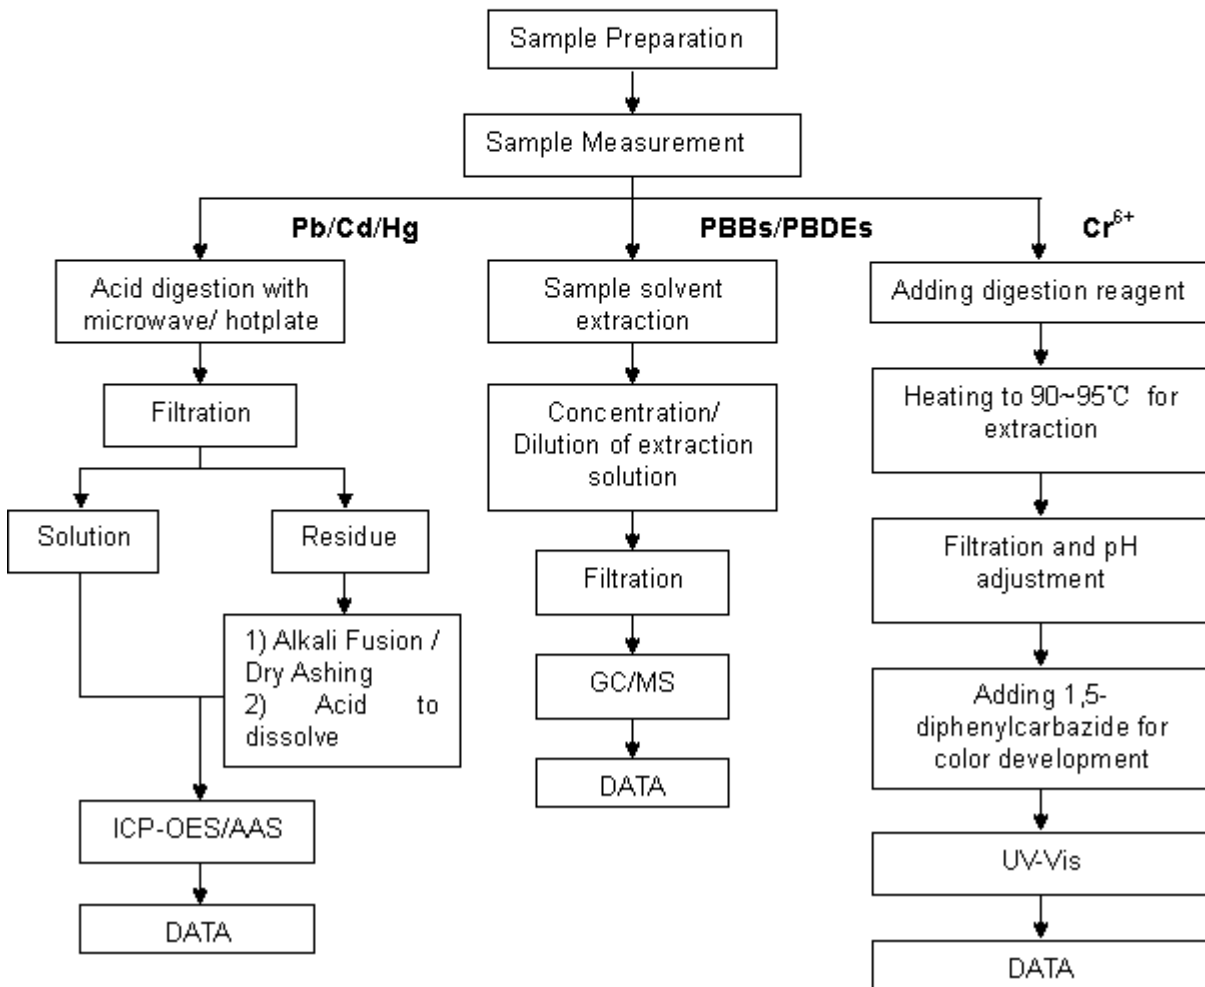 Sample Preparation
Sample Measurement
Pb/Cd/Hg
PBBs/PBDEs
Cr6+
Acid digestion with
microwave/ hotplate
Filtration
Solution
Residue
1) Alkali Fusion /
Dry Ashing
2) Acid to
dissolve
ICP-OES/AAS
DATA
Sample solvent
extraction
Concentration/
Dilution of extraction
solution
Filtration
GC/MS
DATA
Adding digestion reagent
Heating to 90~95℃ for
extraction
Filtration and pH
adjustment
Adding 1,5-
diphenylcarbazide for
color development
UV-Vis
DATA